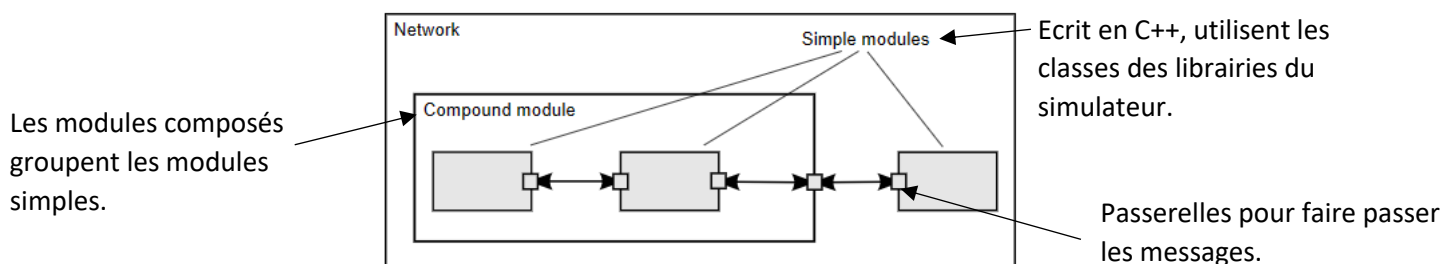 Network
Simple modules
Ecrit en C++, utilisent les
classes des librairies du
simulateur.
Compound module
Les modules composés
groupent les modules
simples.
Passerelles pour faire passer
les messages.